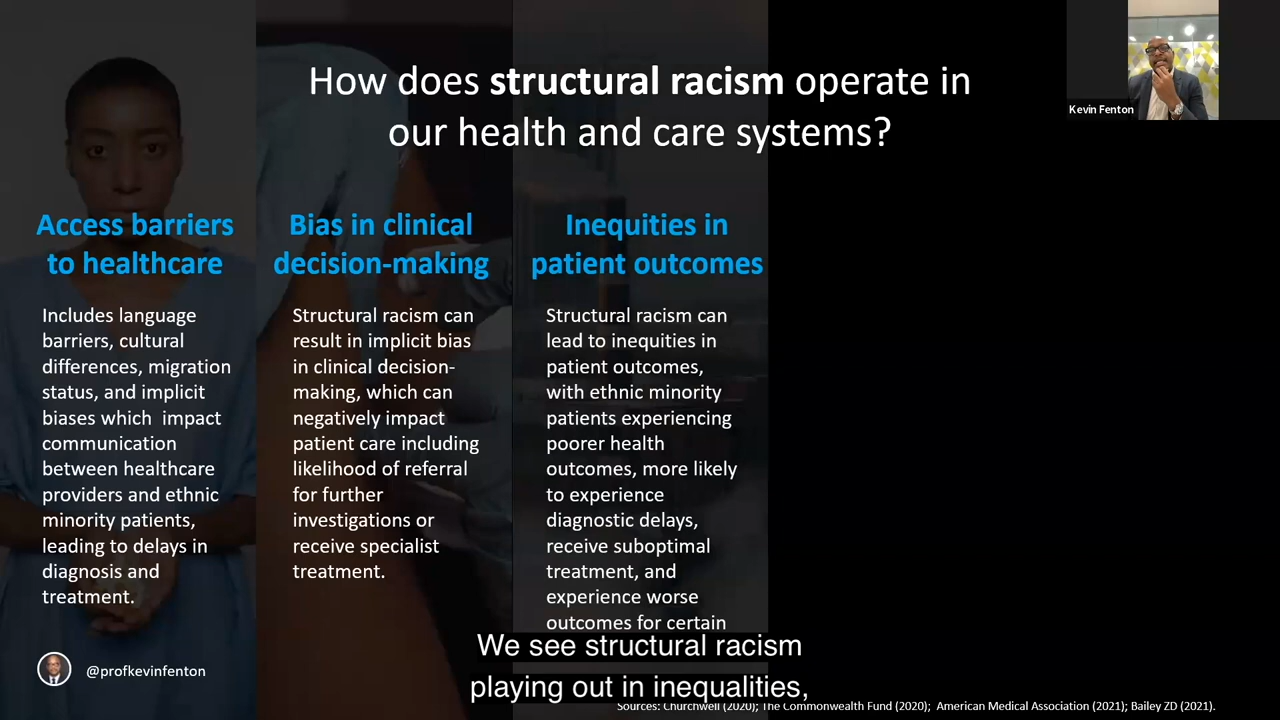 How does structural racism operate in
our health and care systems?
Kevin Fenton
Access barriers
to healthcare
Includes language
barriers, cultural
differences, migration
status, and implicit
biases which  impact
communication
between healthcare
providers and ethnic
minority patients,
leading to delays in
diagnosis and
treatment.
Bias in clinical
decision-making
Structural racism can
result in implicit bias
in clinical decision-
making, which can
negatively impact
patient care including
likelihood of referral
for further
investigations or
receive specialist
treatment.
Inequities in
patient outcomes
Structural racism can
lead to inequities in
patient outcomes,
with ethnic minority
patients experiencing
poorer health
outcomes, more likely
to experience
diagnostic delays,
receive suboptimal
treatment, and
experience worse
outcomes for certain
We see structural racism
playing out in inequalities,
@profkevinfenton
Sources: Churchwell (2020); The Commonwealth Fund (2020);  American Medical Association (2021); Bailey ZD (2021).